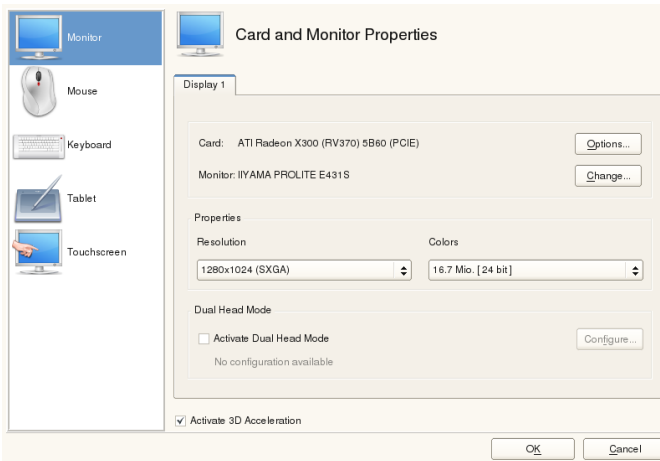 Monitor
Mouse
Keyboard
Tablet
Touchscreen
Card and Monitor Properties
Display 1
Card: ATI Radeon X300 (RV370) 5B60 (PCIE)
Options...
Monitor: IIYAMA PROLITE E431S
Change...
Properties
Resolution Colors
1280x1024 (SXGA) 16.7 Mio. [ 24 bit ]
Dual Head Mode
Activate Dual Head Mode
Configure...
No configuration available
Activate 3D Acceleration
OK Cancel